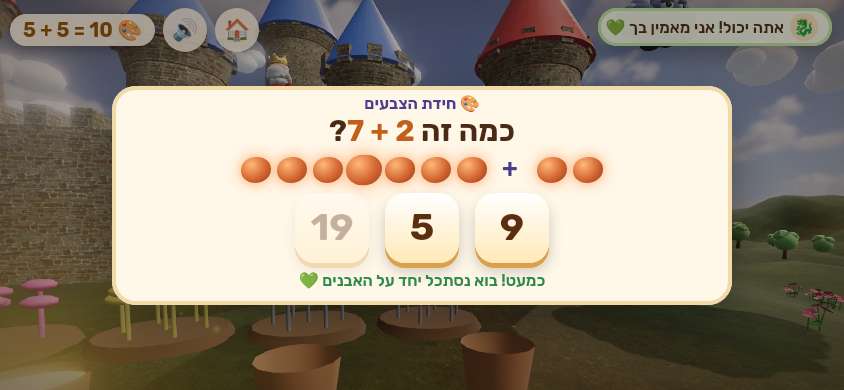 5 + 5 = 10
אתה יכול! אני מאמין בך
חידת הצבעים
כמה זה 7 + 2?
+
19 5 9
כמעט! בוא נסתכל יחד על האבנים